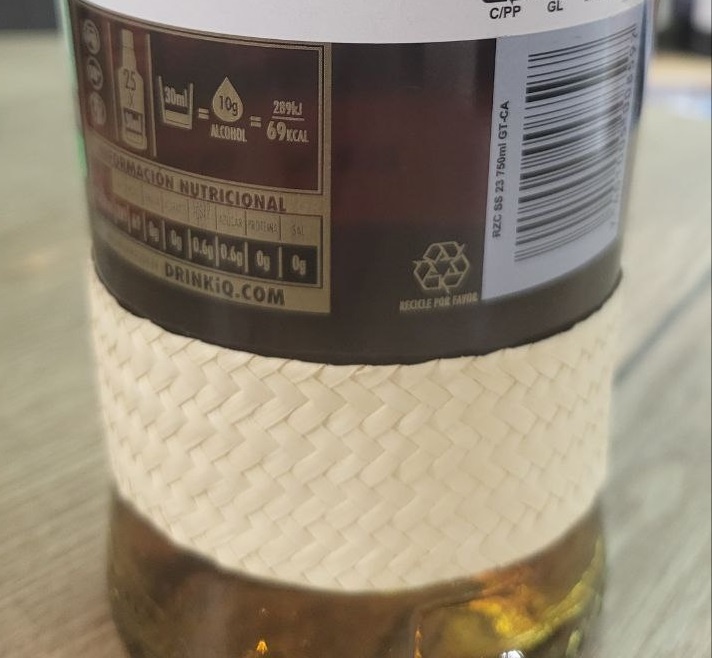 C/PP GL
25
X
30ml = 10g = 289kJ
ALCOHOL 69KCAL
NUTRICIONAL
0g 0g 0.6g 0.6g 0g 0g
DRINKiQ.COM
RECICLE POR FAVOR
RZC SS 23 750ml GT-CA